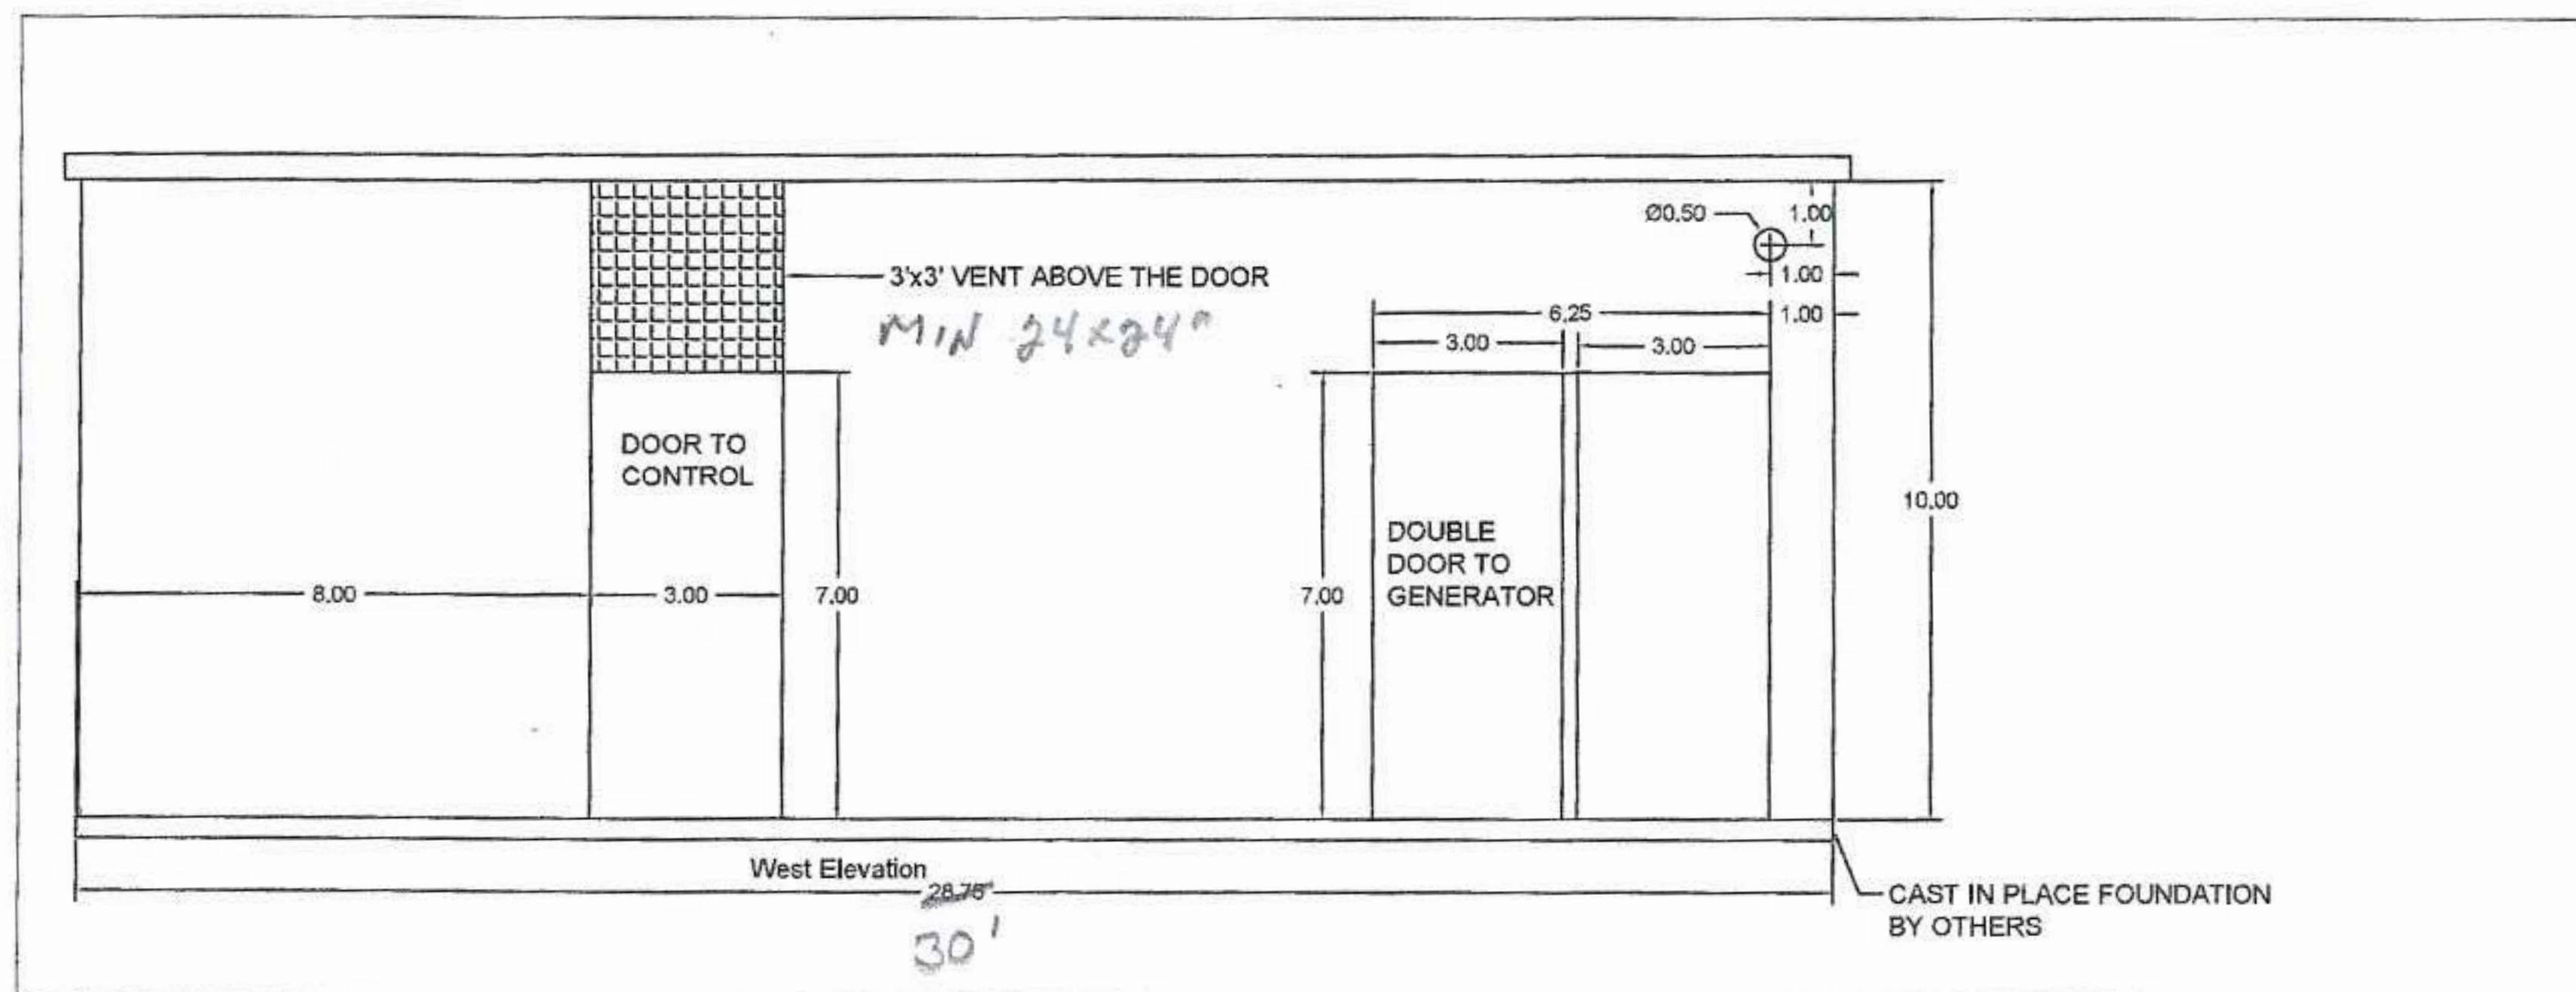 Ø0.50
1.00
3'x3' VENT ABOVE THE DOOR
1.00
MIN 24x24"
6.25
1.00
3.00
3.00
DOOR TO
CONTROL
10.00
DOUBLE
DOOR TO
GENERATOR
8.00
3.00
7.00
7.00
West Elevation
28.75"
30'
CAST IN PLACE FOUNDATION
BY OTHERS